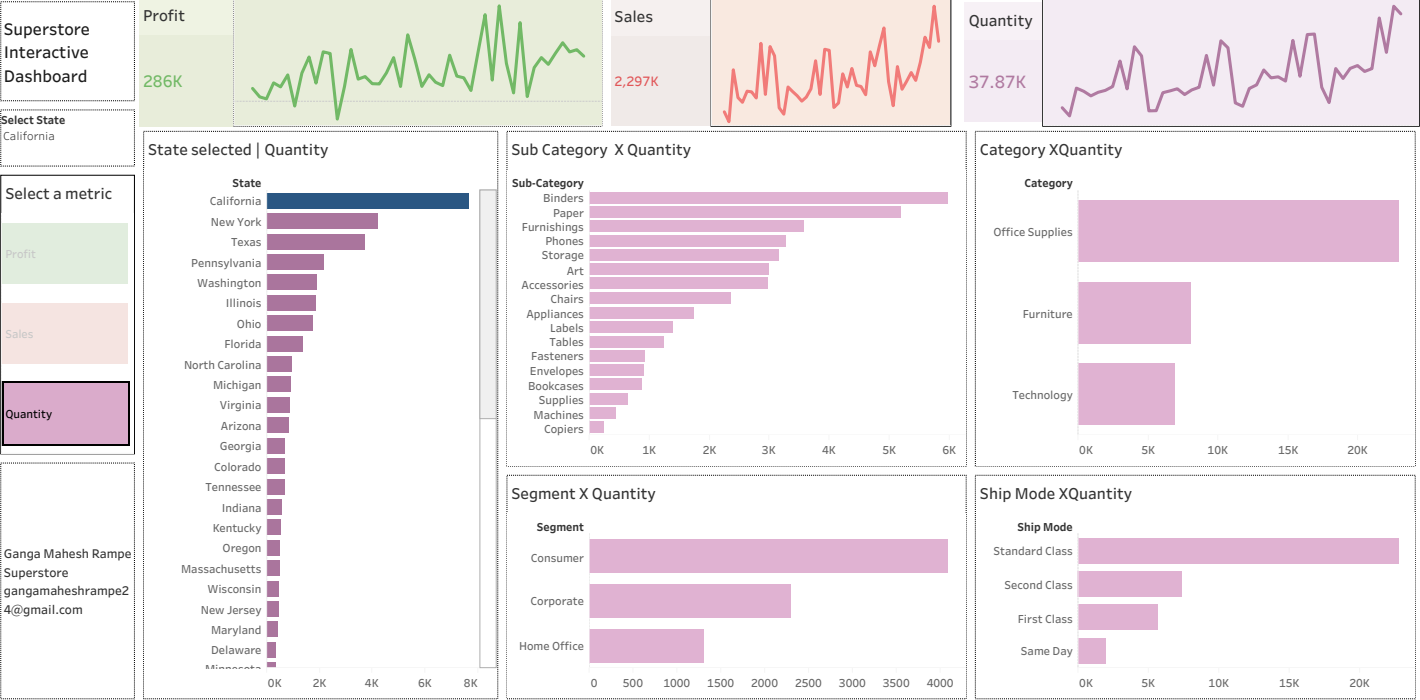 Superstore
Interactive
Dashboard
Profit
286K
Sales
2,297K
Quantity
37.87K
Select State
California
Select a metric
Profit
Sales
Quantity
Ganga Mahesh Rampe
Superstore
gangamaheshrampe2
4@gmail.com
State selected | Quantity
State
California
New York
Texas
Pennsylvania
Washington
Illinois
Ohio
Florida
North Carolina
Michigan
Virginia
Arizona
Georgia
Colorado
Tennessee
Indiana
Kentucky
Oregon
Massachusetts
Wisconsin
New Jersey
Maryland
Delaware
Minnesota
0K 2K 4K 6K 8K
Sub Category X Quantity
Sub-Category
Binders
Paper
Furnishings
Phones
Storage
Art
Accessories
Chairs
Appliances
Labels
Tables
Fasteners
Envelopes
Bookcases
Supplies
Machines
Copiers
0K 1K 2K 3K 4K 5K 6K
Category XQuantity
Category
Office Supplies
Furniture
Technology
0K 5K 10K 15K 20K
Segment X Quantity
Segment
Consumer
Corporate
Home Office
0 500 1000 1500 2000 2500 3000 3500 4000
Ship Mode XQuantity
Ship Mode
Standard Class
Second Class
First Class
Same Day
0K 5K 10K 15K 20K